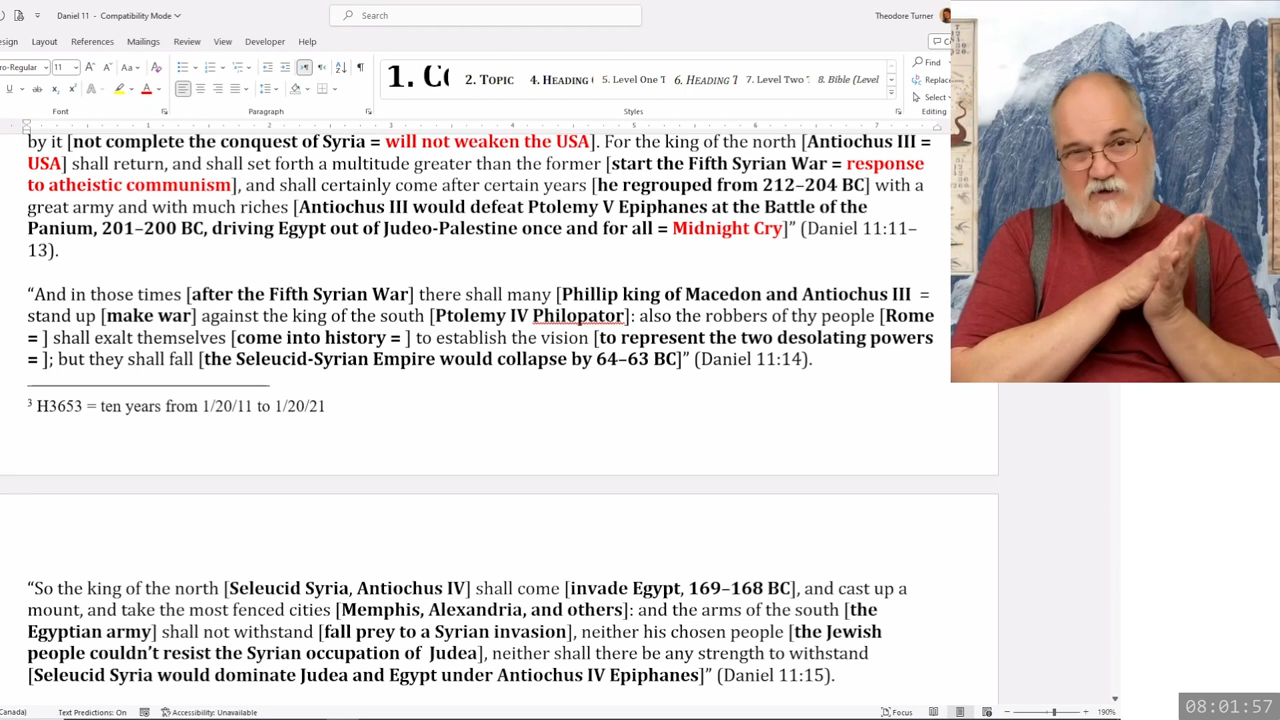 Daniel 11 - Compatibility Mode
Search
Theodore Turner
Layout References Mailings Review View Developer Help
11
Find
Select
Font
Paragraph
Styles
Editing
2. Topic
5. Level One
7. Level Two
8. Bible (Level
by it [not complete the conquest of Syria = will not weaken the USA]. For the king of the north [Antiochus III =
USA] shall return, and shall set forth a multitude greater than the former [start the Fifth Syrian War = response
to atheistic communism], and shall certainly come after certain years [he regrouped from 212–204 BC] with a
great army and with much riches [Antiochus III would defeat Ptolemy V Epiphanes at the Battle of the
Panium, 201–200 BC, driving Egypt out of Judeo-Palestine once and for all = Midnight Cry]” (Daniel 11:11–
13).
“And in those times [after the Fifth Syrian War] there shall many [Phillip king of Macedon and Antiochus III =
stand up [make war] against the king of the south [Ptolemy IV Philopator]: also the robbers of thy people [Rome
= ] shall exalt themselves [come into history = ] to establish the vision [to represent the two desolating powers
= ]; but they shall fall [the Seleucid-Syrian Empire would collapse by 64–63 BC]” (Daniel 11:14).
3 H3653 = ten years from 1/20/11 to 1/20/21
“So the king of the north [Seleucid Syria, Antiochus IV] shall come [invade Egypt, 169–168 BC], and cast up a
mount, and take the most fenced cities [Memphis, Alexandria, and others]: and the arms of the south [the
Egyptian army] shall not withstand [fall prey to a Syrian invasion], neither his chosen people [the Jewish
people couldn’t resist the Syrian occupation of Judea], neither shall there be any strength to withstand
[Seleucid Syria would dominate Judea and Egypt under Antiochus IV Epiphanes]” (Daniel 11:15).
Canada) Text Predictions: On Accessibility: Unavailable Focus 190%
08:01:57